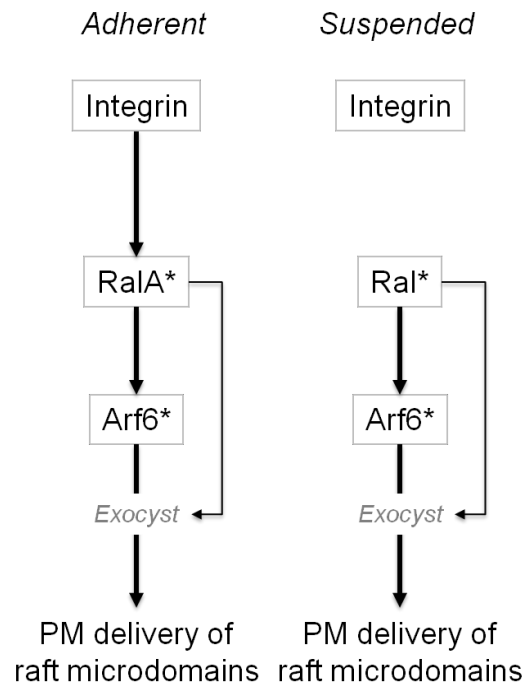 Adherent
Suspended
Integrin
Integrin
RalA*
Ral*
Arf6*
Arf6*
Exocyst
Exocyst
PM delivery of
raft microdomains
PM delivery of
raft microdomains